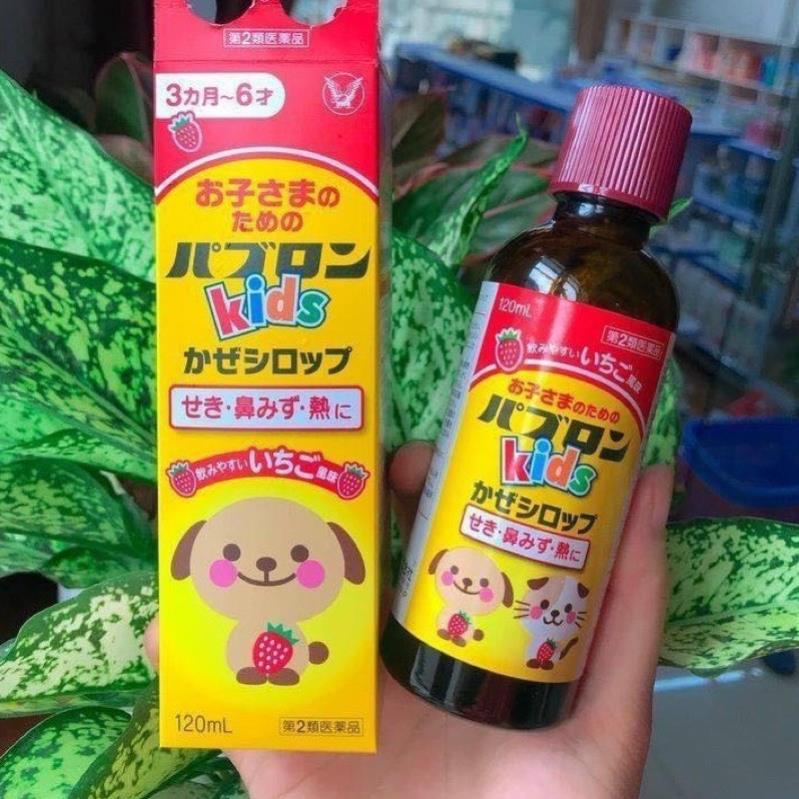 第2類医薬品
3カ月～6才
お子さまの
ための
パブロン
kids
かぜシロップ
せき・鼻みず・熱に
飲みやすいいちご風味
120mL
第2類医薬品
120mL
第2類医薬品
飲みやすいいちご風味
お子さまのための
パブロン
kids
かぜシロップ
せき・鼻みず・熱に